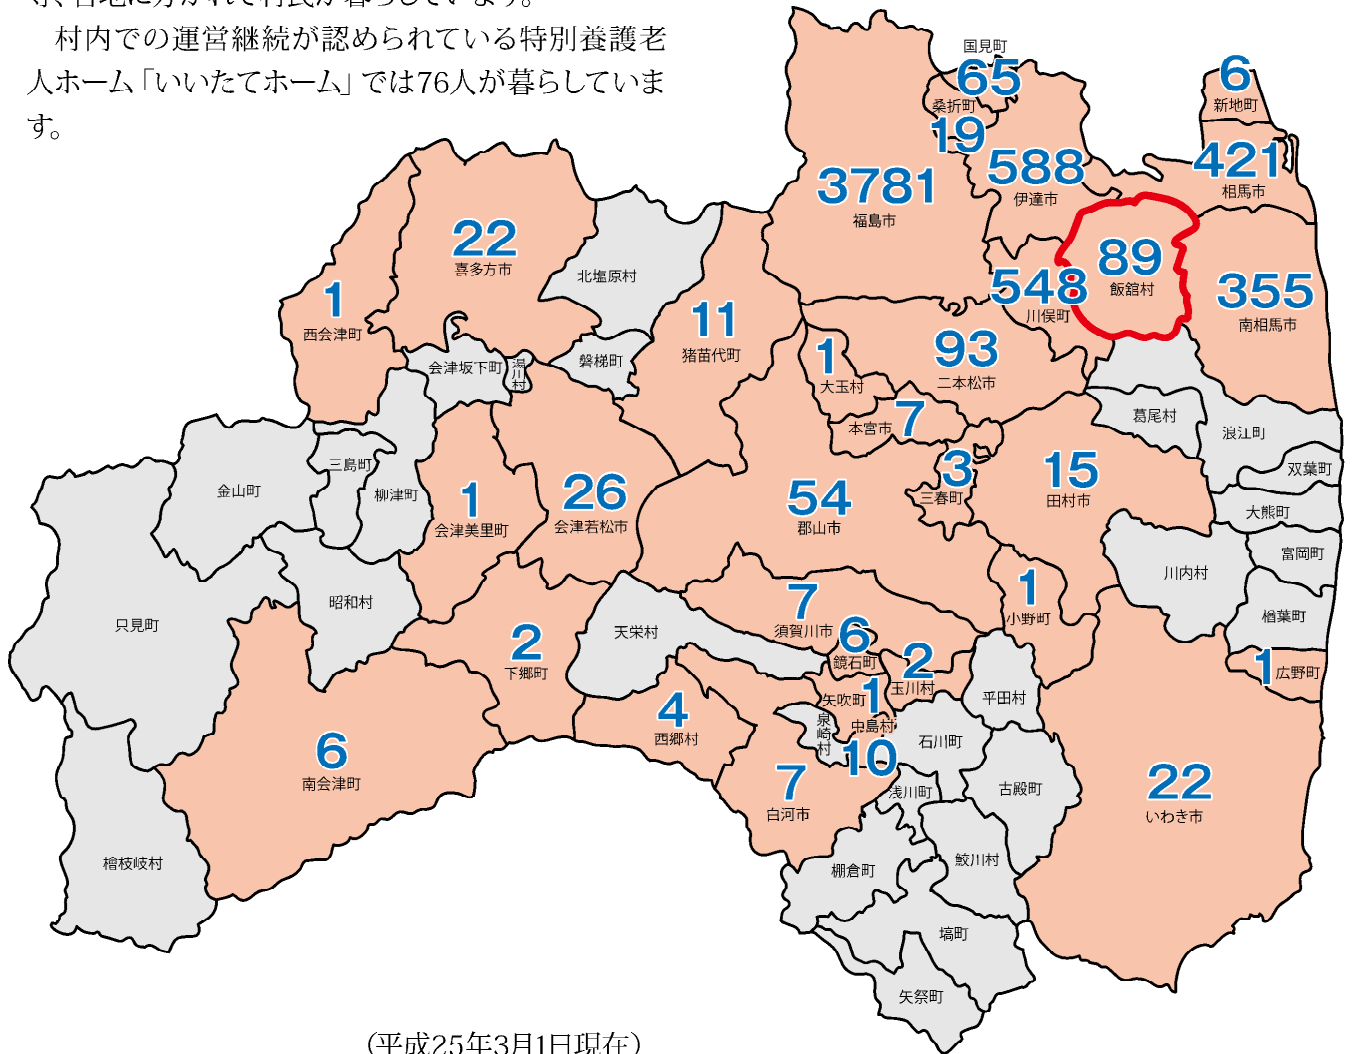 村内での運営継続が認められている特別養護老
人ホーム「いいたてホーム」では76人が暮らしていま
す。
国見町
65
桑折町
19
6
新地町
421
相馬市
588
伊達市
3781
福島市
89
飯舘村
548
川俣町
355
南相馬市
22
喜多方市
北塩原村
1
西会津町
11
猪苗代町
磐梯町
会津坂下町
湯川村
1
大玉村
93
二本松市
7
本宮市
葛尾村
浪江町
双葉町
大熊町
富岡町
楢葉町
3
三春町
15
田村市
川内村
三島町
金山町
柳津町
1
会津美里町
26
会津若松市
54
郡山市
只見町
昭和村
2
下郷町
天栄村
7
須賀川市
6
鏡石町
2
玉川村
1
小野町
平田村
1
広野町
4
西郷村
矢吹町
1
中島村
10
泉崎村
石川町
6
南会津町
7
白河市
浅川町
古殿町
22
いわき市
檜枝岐村
棚倉町
鮫川村
塙町
矢祭町
（平成25年3月1日現在）